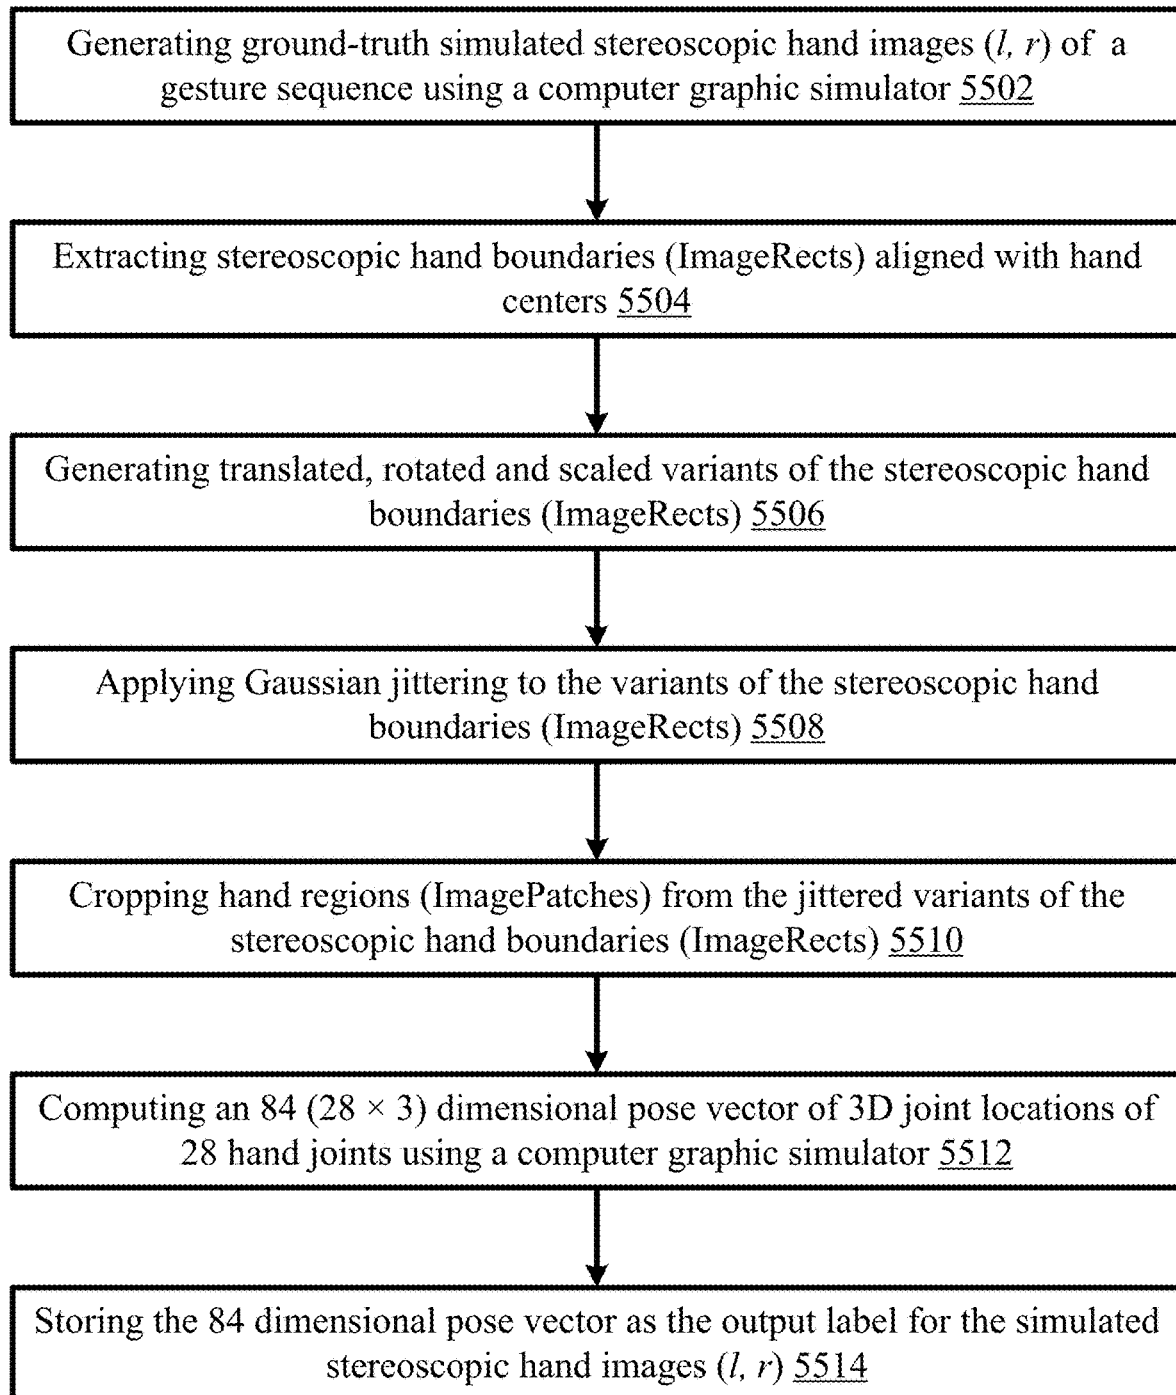 Generating ground-truth simulated stereoscopic hand images (l, r) of a
gesture sequence using a computer graphic simulator 5502
Extracting stereoscopic hand boundaries (ImageRects) aligned with hand
centers 5504
Generating translated, rotated and scaled variants of the stereoscopic hand
boundaries (ImageRects) 5506
Applying Gaussian jittering to the variants of the stereoscopic hand
boundaries (ImageRects) 5508
Cropping hand regions (ImagePatches) from the jittered variants of the
stereoscopic hand boundaries (ImageRects) 5510
Computing an 84 (28 × 3) dimensional pose vector of 3D joint locations of
28 hand joints using a computer graphic simulator 5512
Storing the 84 dimensional pose vector as the output label for the simulated
stereoscopic hand images (l, r) 5514